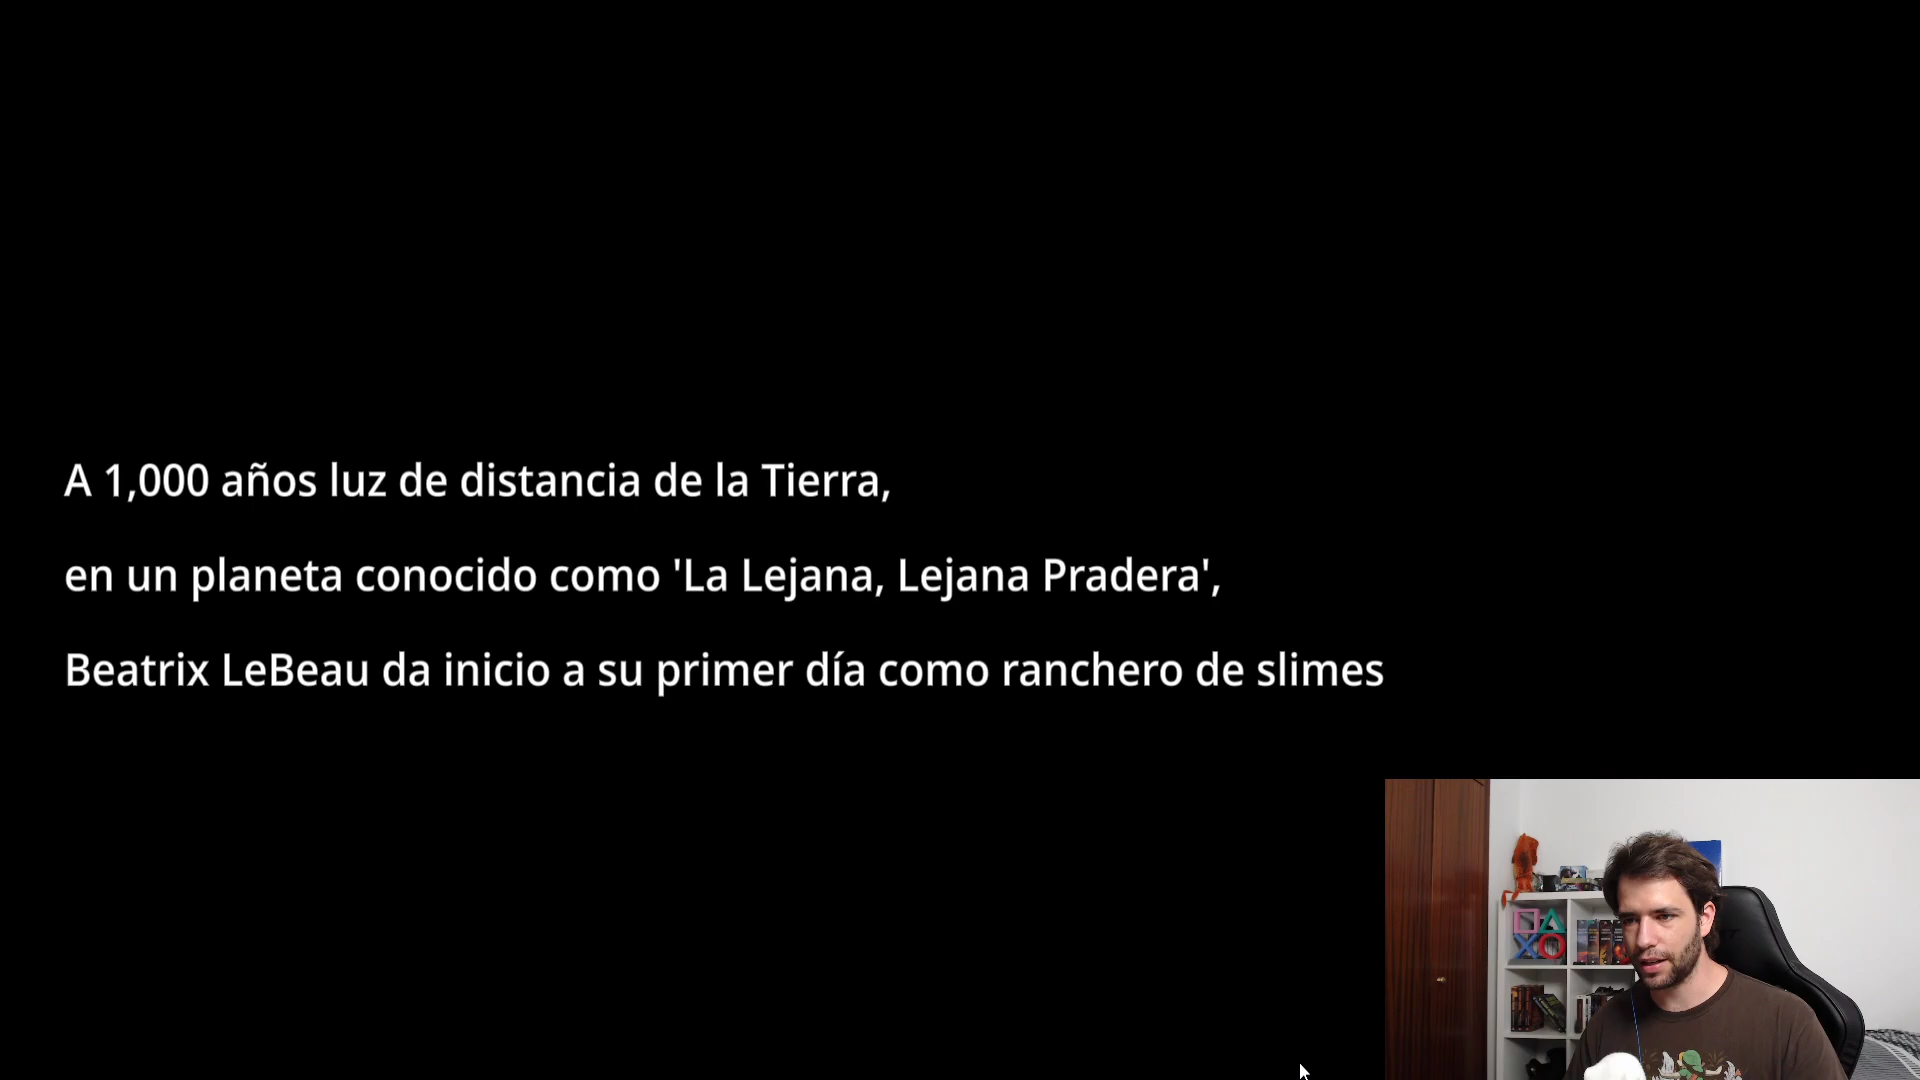 A 1,000 años luz de distancia de la Tierra,
en un planeta conocido como 'La Lejana, Lejana Pradera',
Beatrix LeBeau da inicio a su primer día como ranchero de slimes